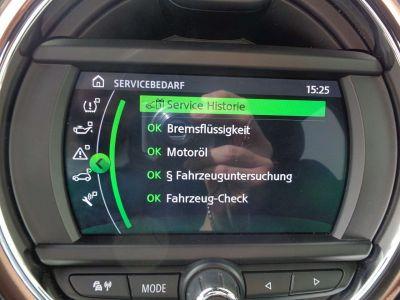 SERVICEBEDARF 15:25
Service Historie
OK Bremsflüssigkeit
OK Motoröl
OK § Fahrzeuguntersuchung
OK Fahrzeug-Check
MODE